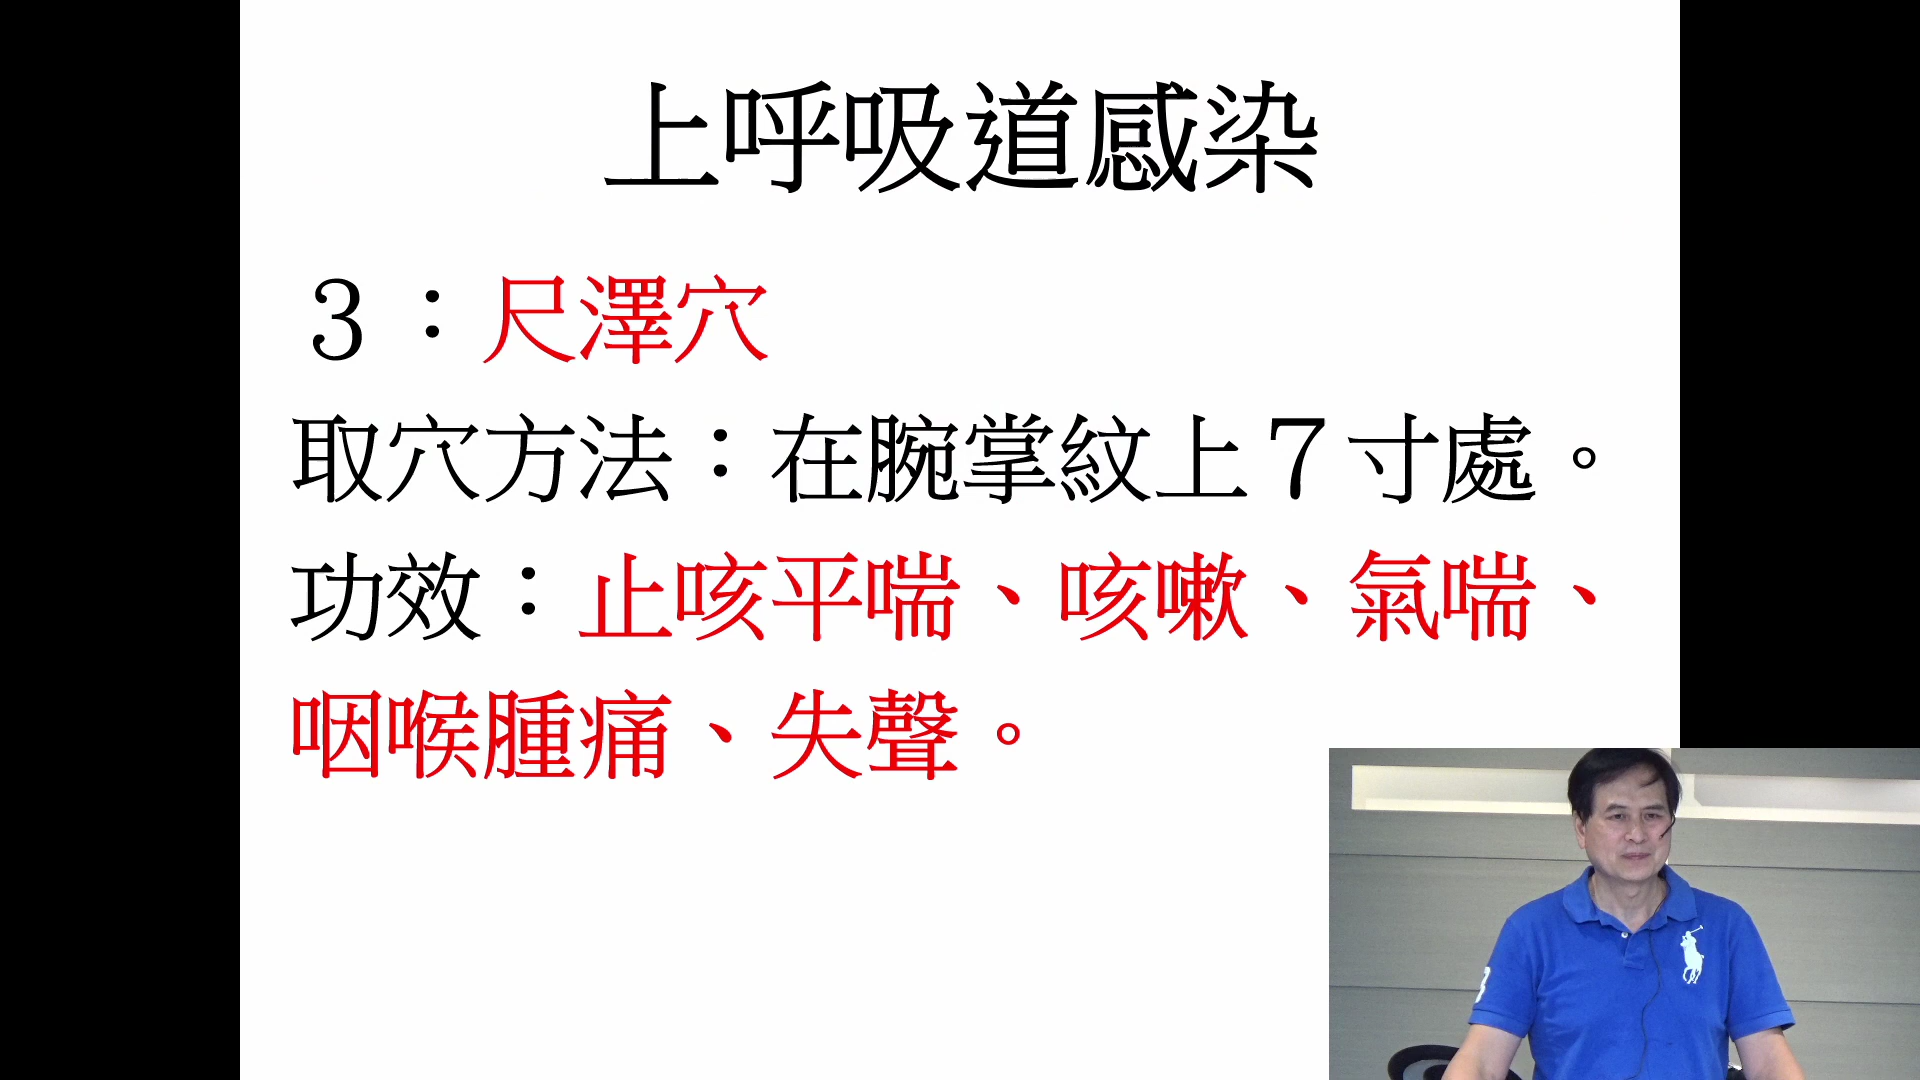 上呼吸道感染
３：尺澤穴
取穴方法：在腕掌紋上７寸處。
功效：止咳平喘、咳嗽、氣喘、
咽喉腫痛、失聲。